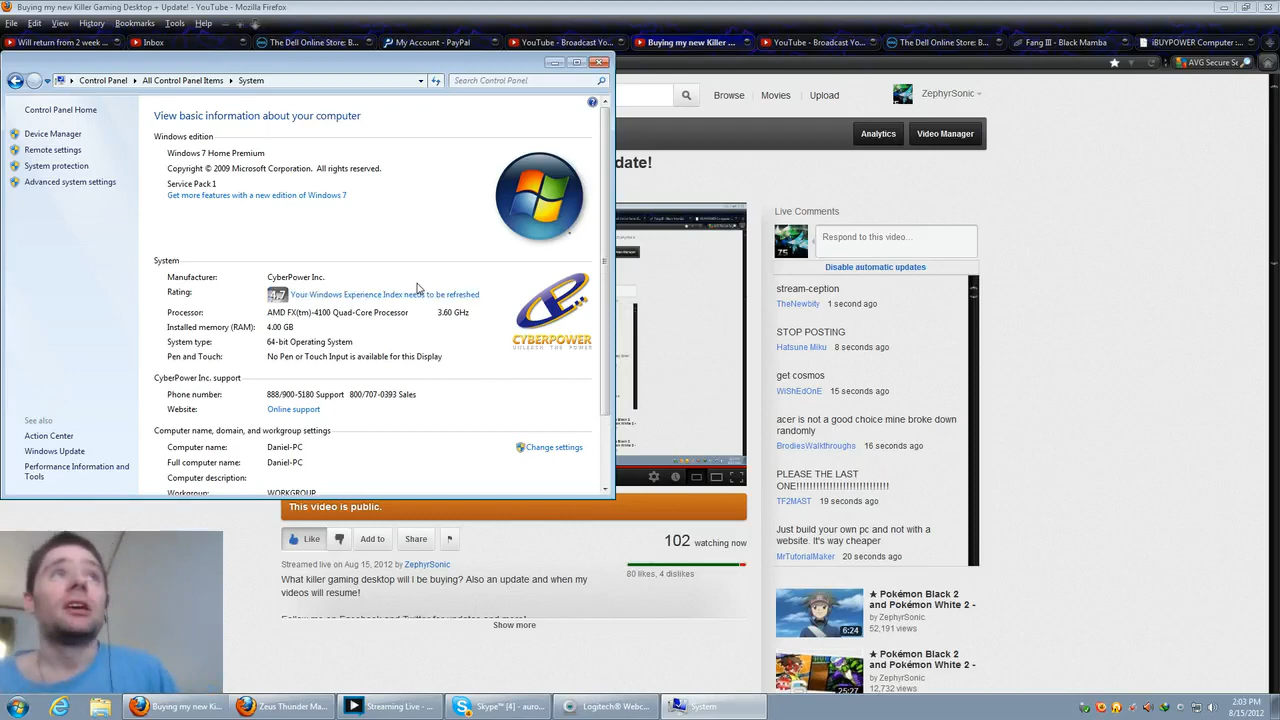 Buying my new Killer Gaming Desktop + Update! - YouTube - Mozilla Firefox
File Edit View History Bookmarks Tools Help
Will return from 2 week ...
Inbox
The Dell Online Store: B...
My Account - PayPal
YouTube - Broadcast Yo...
Buying my new Killer ...
YouTube - Broadcast Yo...
The Dell Online Store: B...
Fang III - Black Mamba
iBUYPOWER Computer : ...
Control Panel
All Control Panel Items
System
Search Control Panel
AVG Secure Se
Browse Movies Upload
ZephyrSonic
Analytics
Video Manager
date!
Control Panel Home
Device Manager
Remote settings
System protection
Advanced system settings
See also
Action Center
Windows Update
Performance Information and
Tools
View basic information about your computer
Windows edition
Windows 7 Home Premium
Copyright © 2009 Microsoft Corporation. All rights reserved.
Service Pack 1
Get more features with a new edition of Windows 7
System
Manufacturer: CyberPower Inc.
Rating: 4.7 Your Windows Experience Index needs to be refreshed
Processor: AMD FX(tm)-4100 Quad-Core Processor 3.60 GHz
Installed memory (RAM): 4.00 GB
System type: 64-bit Operating System
Pen and Touch: No Pen or Touch Input is available for this Display
CYBERPOWER
UNLEASH THE POWER
CyberPower Inc. support
Phone number: 888/900-5180 Support 800/707-0393 Sales
Website: Online support
Computer name, domain, and workgroup settings
Computer name: Daniel-PC
Change settings
Full computer name: Daniel-PC
Computer description:
Workgroup: WORKGROUP
Live Comments
Respond to this video...
Disable automatic updates
stream-ception
TheNewbity 1 second ago
STOP POSTING
Hatsune Miku 8 seconds ago
get cosmos
WiShEdOnE 15 seconds ago
acer is not a good choice mine broke down
randomly
BrodiesWalkthroughs 16 seconds ago
PLEASE THE LAST
ONE!!!!!!!!!!!!!!!!!!!!!!!!!!!!
TF2MAST 19 seconds ago
Just build your own pc and not with a
website. It's way cheaper
MrTutorialMaker 20 seconds ago
This video is public.
Like
Add to
Share
102 watching now
80 likes, 4 dislikes
Streamed live on Aug 15, 2012 by ZephyrSonic
What killer gaming desktop will I be buying? Also an update and when my
videos will resume!
Show more
★ Pokémon Black 2
and Pokémon White 2 -
by ZephyrSonic
52,191 views
6:24
★ Pokémon Black 2
and Pokémon White 2 -
by ZephyrSonic
12,732 views
25:27
Buying my new Ki...
Zeus Thunder Ma...
Streaming Live - ...
Skype™ [4] - auro...
Logitech® Webc...
System
2:03 PM
8/15/2012